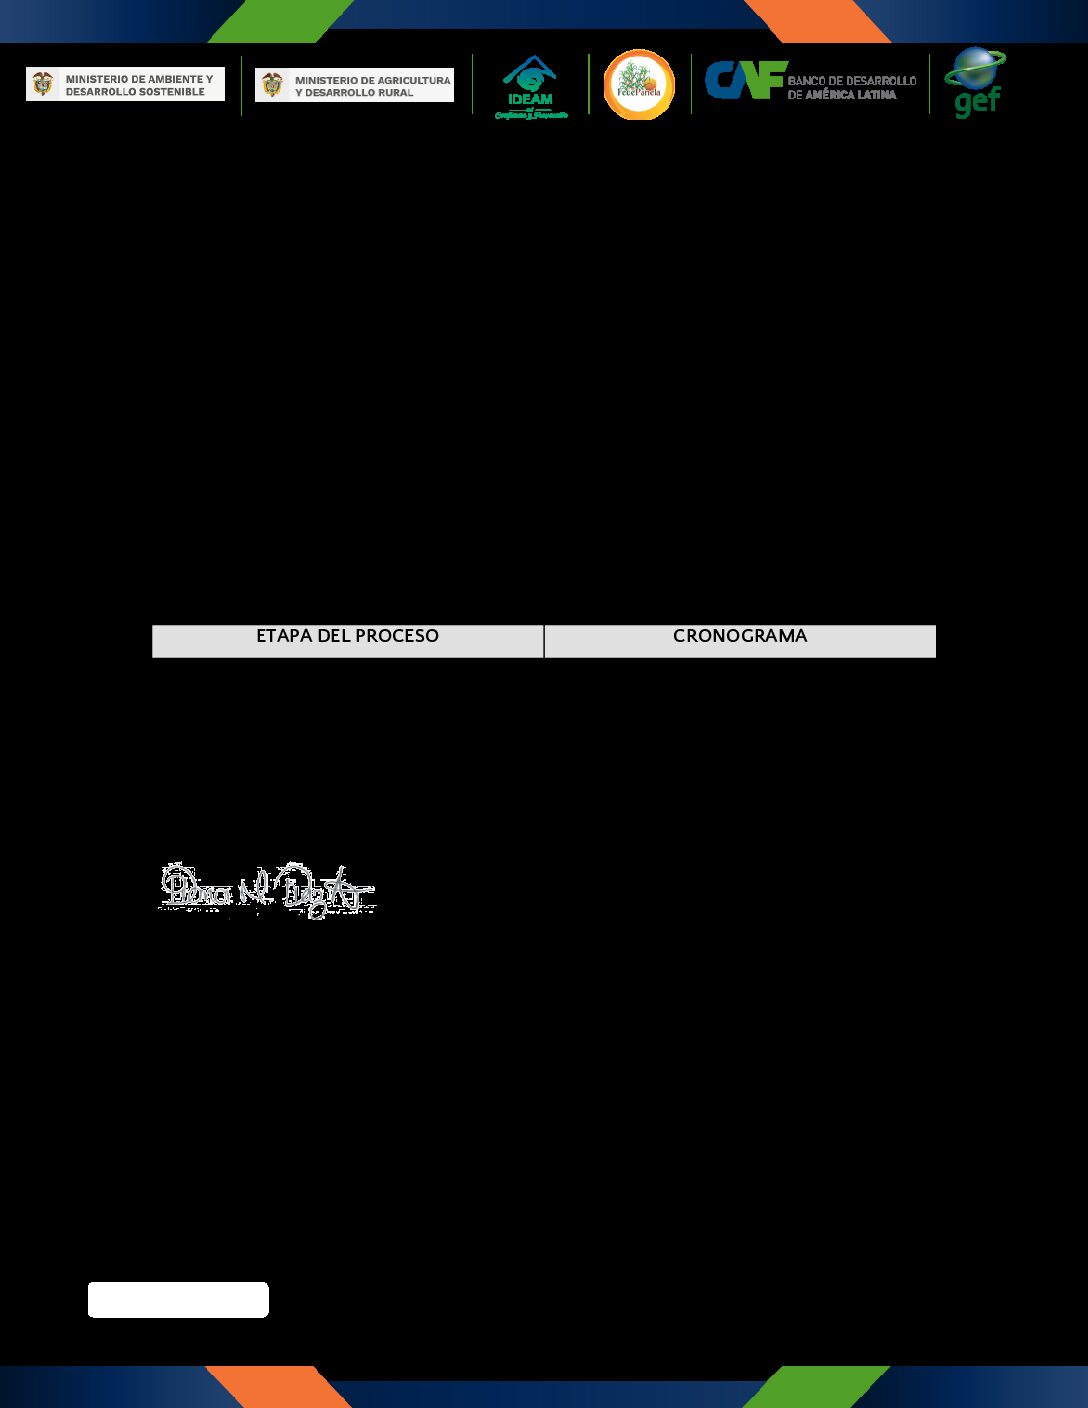 MINISTERIO DE AMBIENTE Y
DESARROLLO SOSTENIBLE
MINISTERIO DE AGRICULTURA
Y DESARROLLO RURAL
IDEAM
FedePanela
CAF
BANCO DE DESARROLLO
DE AMÉRICA LATINA
gef
ETAPA DEL PROCESO
CRONOGRAMA